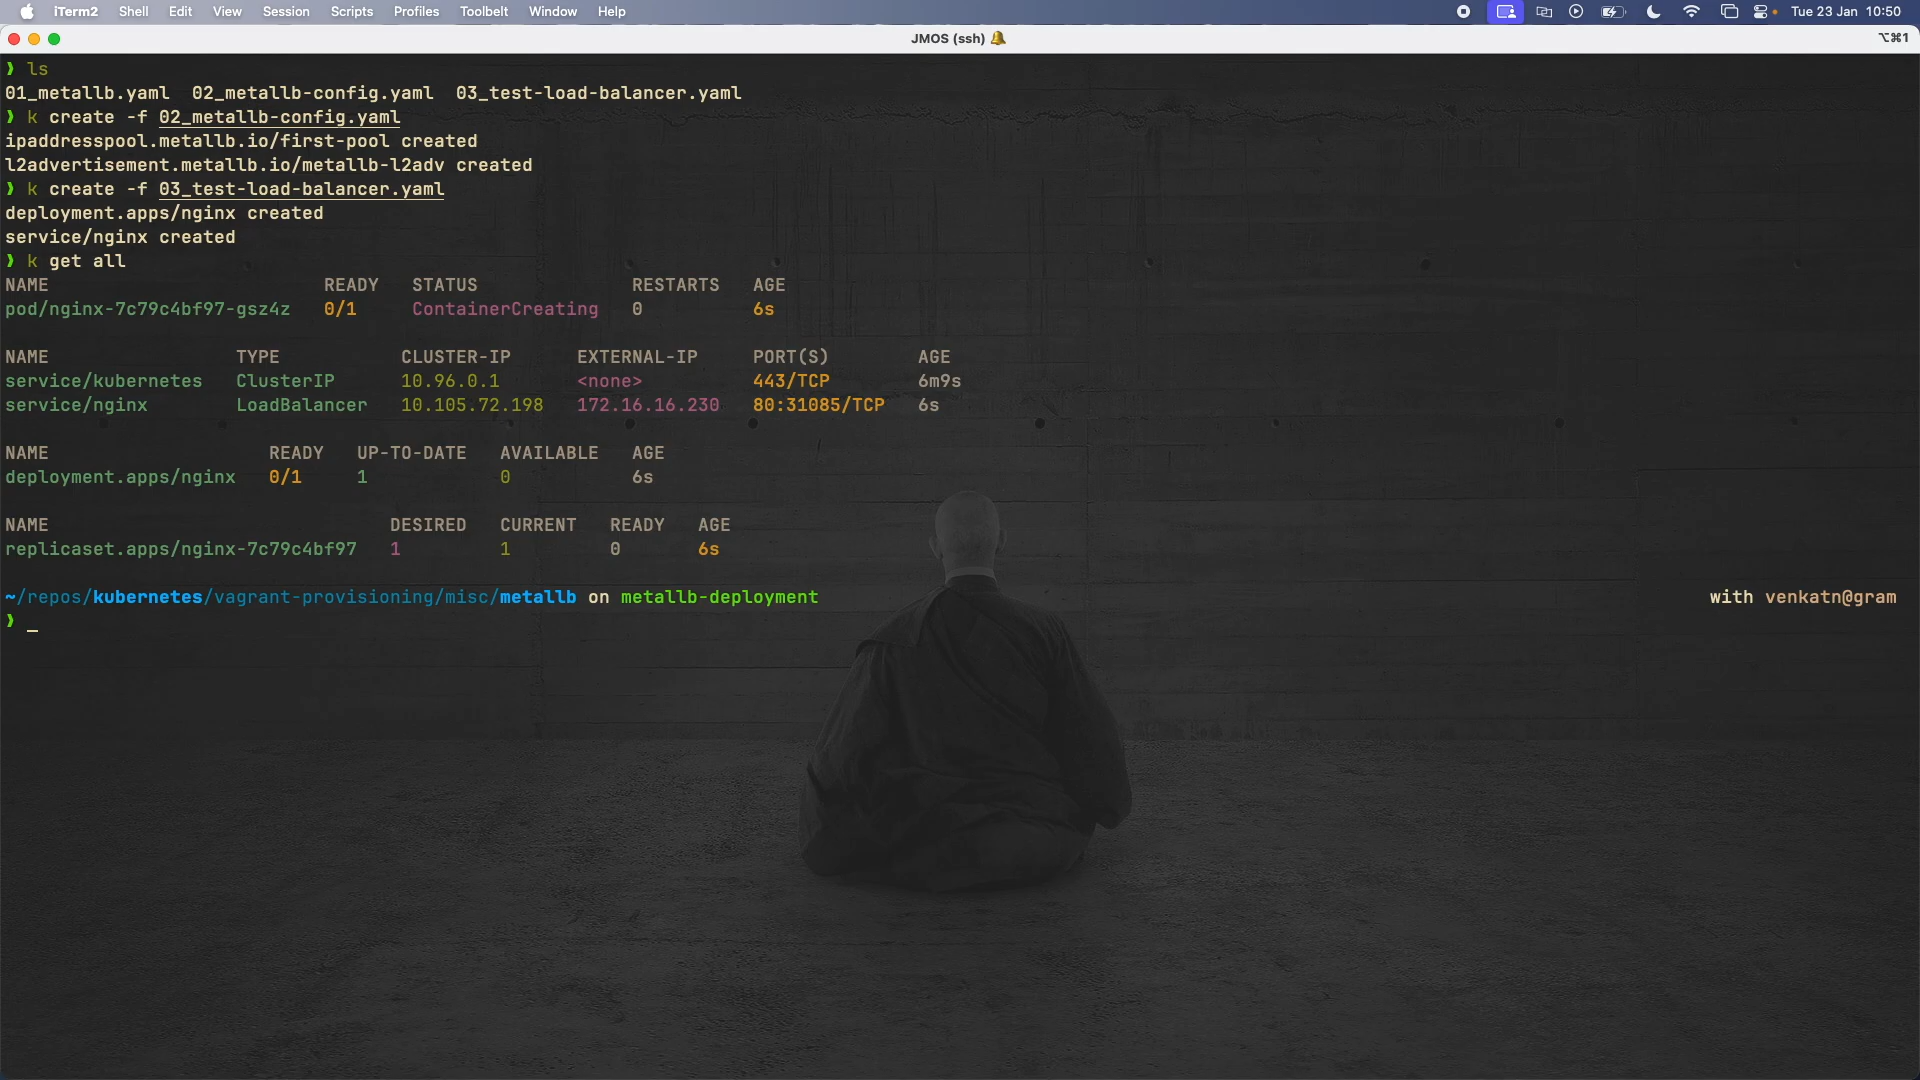 iTerm2 Shell Edit View Session Scripts Profiles Toolbelt Window Help Tue 23 Jan 10:50
JMOS (ssh) 🔔 ⌥⌘1
❱ ls
01_metallb.yaml 02_metallb-config.yaml 03_test-load-balancer.yaml
❱ k create -f 02_metallb-config.yaml
ipaddresspool.metallb.io/first-pool created
l2advertisement.metallb.io/metallb-l2adv created
❱ k create -f 03_test-load-balancer.yaml
deployment.apps/nginx created
service/nginx created
❱ k get all
NAME READY STATUS RESTARTS AGE
pod/nginx-7c79c4bf97-gsz4z 0/1 ContainerCreating 0 6s
NAME TYPE CLUSTER-IP EXTERNAL-IP PORT(S) AGE
service/kubernetes ClusterIP 10.96.0.1 <none> 443/TCP 6m9s
service/nginx LoadBalancer 10.105.72.198 172.16.16.230 80:31085/TCP 6s
NAME READY UP-TO-DATE AVAILABLE AGE
deployment.apps/nginx 0/1 1 0 6s
NAME DESIRED CURRENT READY AGE
replicaset.apps/nginx-7c79c4bf97 1 1 0 6s
~/repos/kubernetes/vagrant-provisioning/misc/metallb on metallb-deployment with venkatn@gram
❱ _